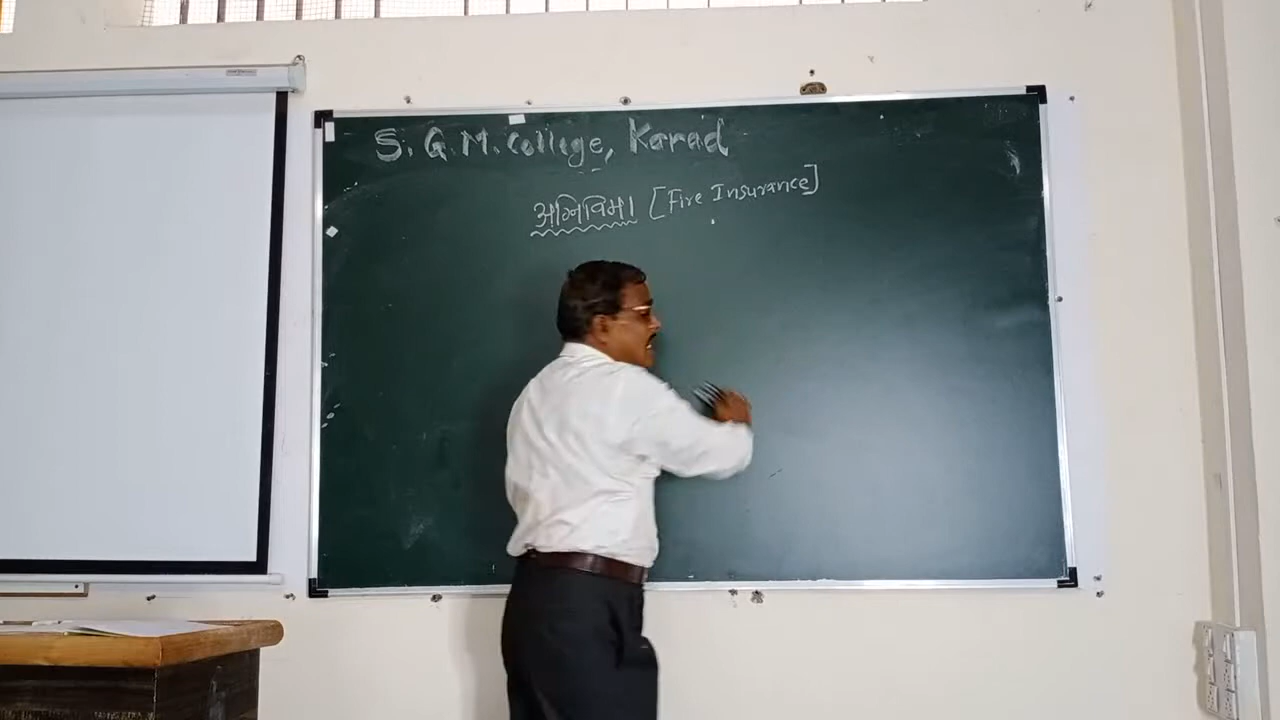 S. G. M. College, Karad
अग्निविमा [Fire Insurance]